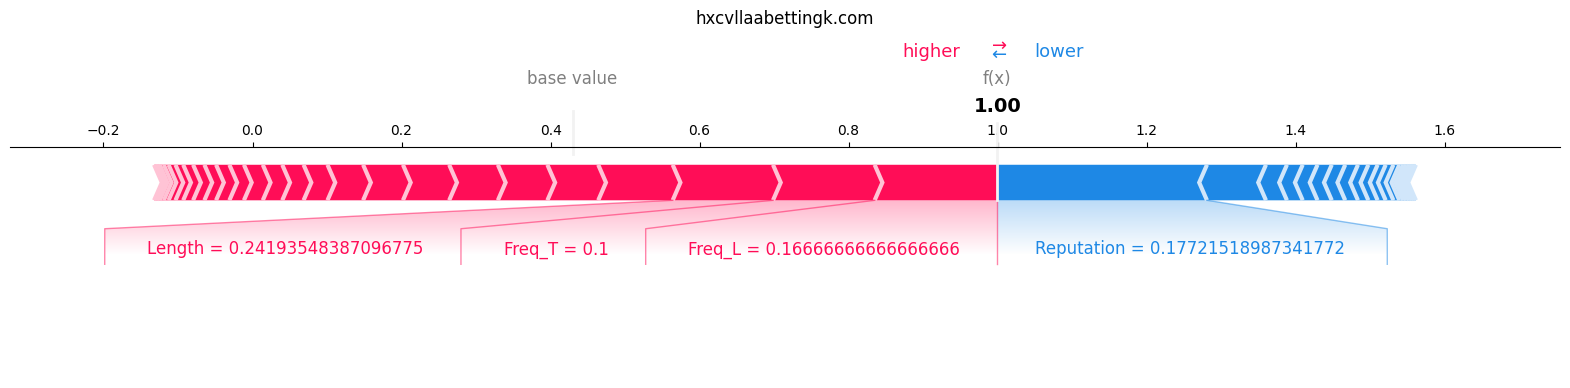 hxcvllaabettingk.com
higher ⇄ lower
base value f(x)
1.00
−0.2 0.0 0.2 0.4 0.6 0.8 1.0 1.2 1.4 1.6
Length = 0.24193548387096775 Freq_T = 0.1 Freq_L = 0.16666666666666666 Reputation = 0.17721518987341772